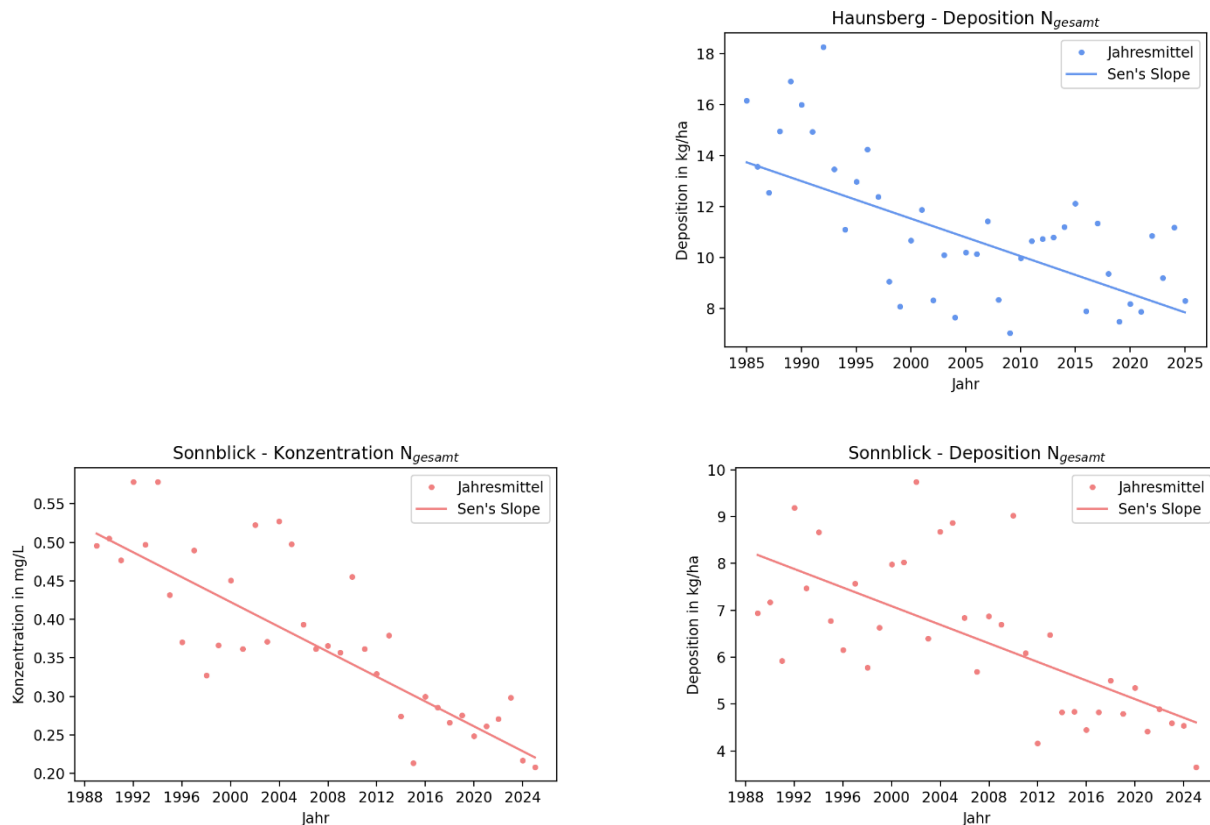 Haunsberg - Deposition N_gesamt
Jahresmittel
Sen's Slope
Deposition in kg/ha
18
16
14
12
10
8
1985 1990 1995 2000 2005 2010 2015 2020 2025
Jahr
Sonnblick - Konzentration N_gesamt
Jahresmittel
Sen's Slope
Konzentration in mg/L
0.55
0.50
0.45
0.40
0.35
0.30
0.25
0.20
1988 1992 1996 2000 2004 2008 2012 2016 2020 2024
Jahr
Sonnblick - Deposition N_gesamt
Jahresmittel
Sen's Slope
Deposition in kg/ha
10
9
8
7
6
5
4
1988 1992 1996 2000 2004 2008 2012 2016 2020 2024
Jahr